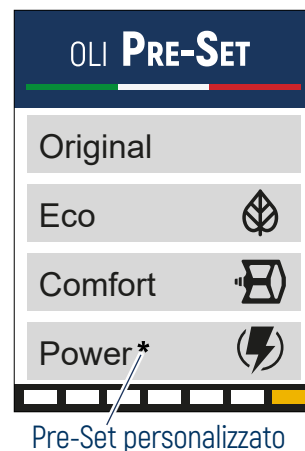 OLI PRE-SET
Original
Eco
Comfort
Power*
Pre-Set personalizzato